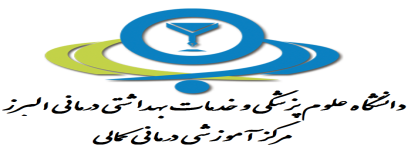 دانشگاه علوم پزشکی و خدمات بهداشتی درمانی البرز
مرکز آموزشی درمانی کمالی